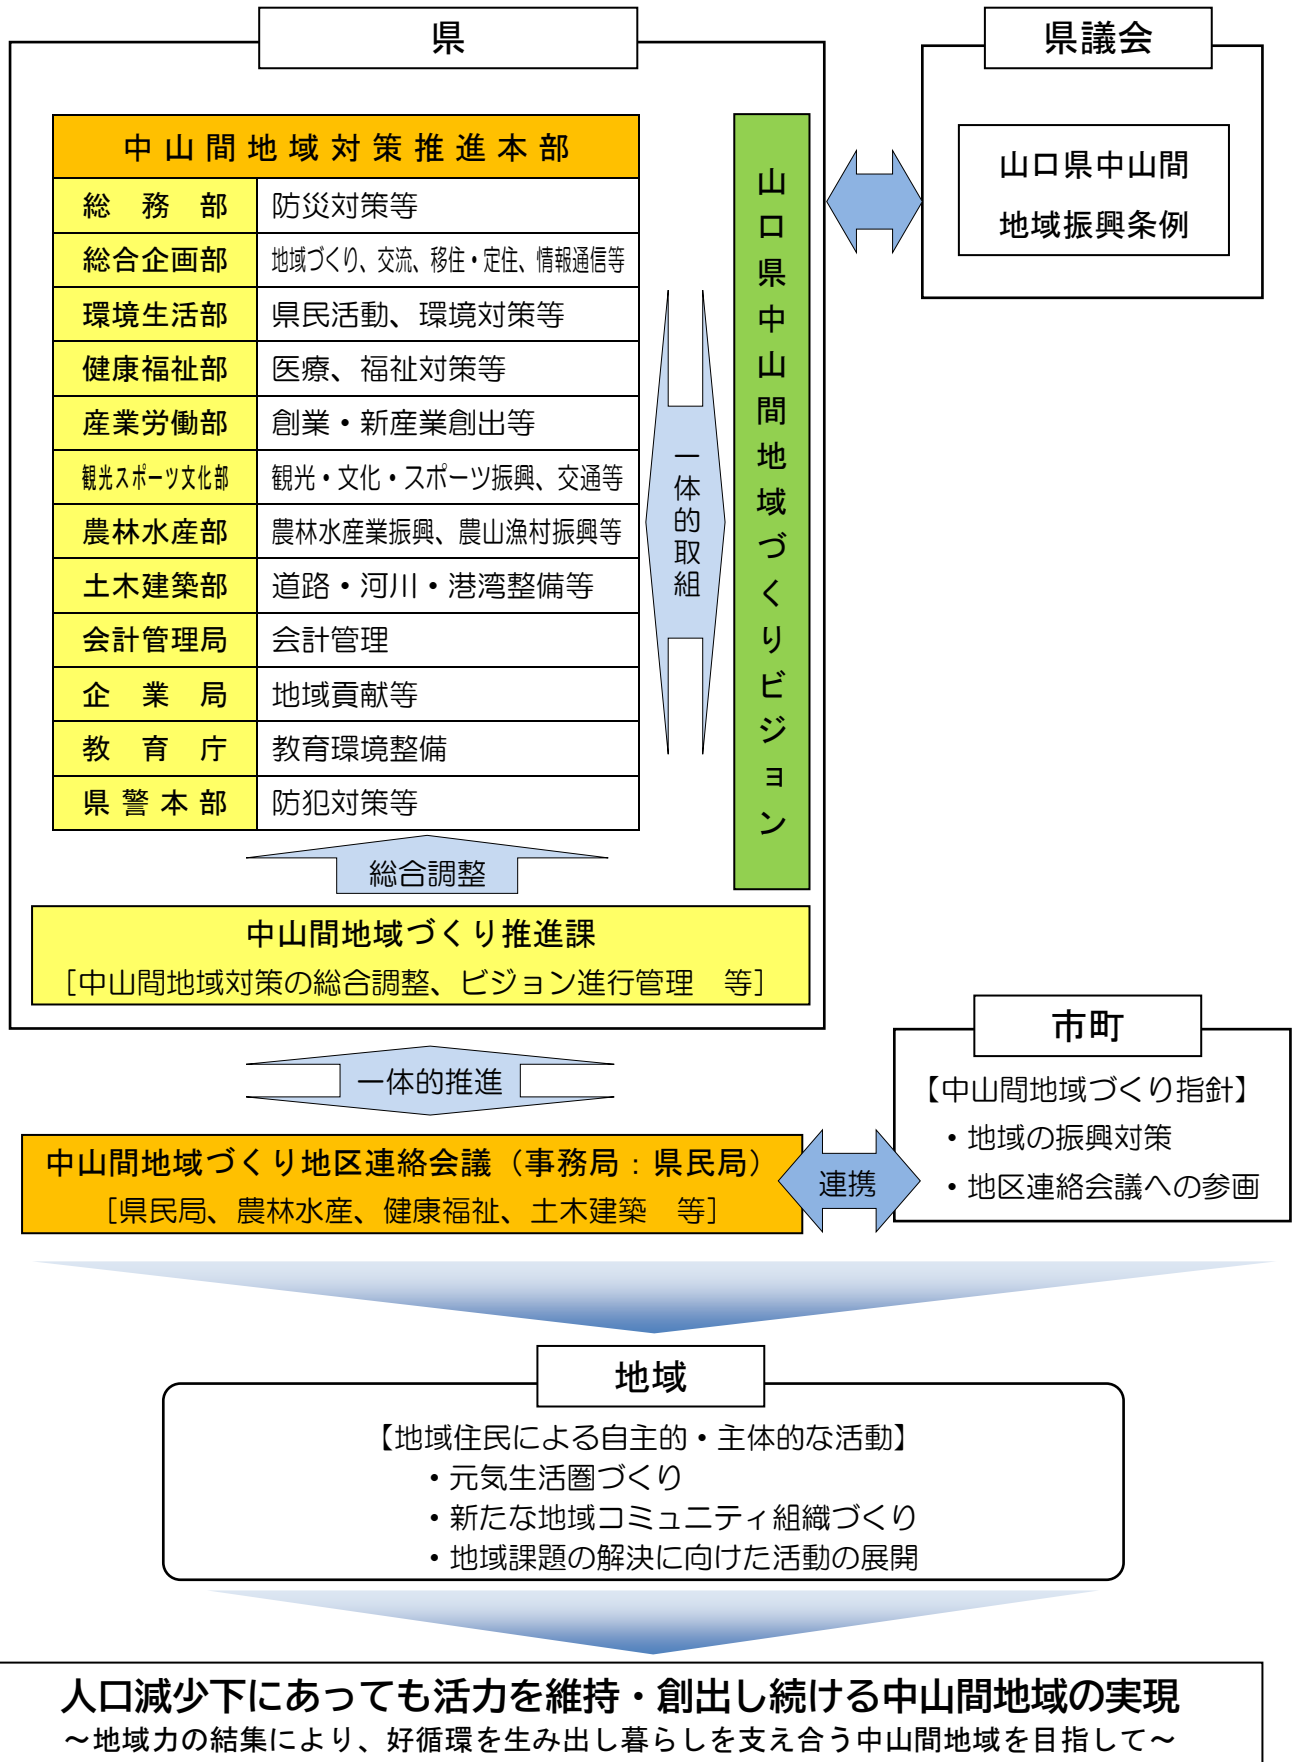 県
県議会
中山間地域対策推進本部
総務部 防災対策等
総合企画部 地域づくり、交流、移住・定住、情報通信等
環境生活部 県民活動、環境対策等
健康福祉部 医療、福祉対策等
産業労働部 創業・新産業創出等
観光スポーツ文化部 観光・文化・スポーツ振興、交通等
農林水産部 農林水産業振興、農山漁村振興等
土木建築部 道路・河川・港湾整備等
会計管理局 会計管理
企業局 地域貢献等
教育庁 教育環境整備
県警本部 防犯対策等
一体的取組
山口県中山間地域づくりビジョン
山口県中山間
地域振興条例
総合調整
中山間地域づくり推進課
[中山間地域対策の総合調整、ビジョン進行管理　等]
一体的推進
中山間地域づくり地区連絡会議（事務局：県民局）
[県民局、農林水産、健康福祉、土木建築　等]
連携
市町
【中山間地域づくり指針】
・地域の振興対策
・地区連絡会議への参画
地域
【地域住民による自主的・主体的な活動】
・元気生活圏づくり
・新たな地域コミュニティ組織づくり
・地域課題の解決に向けた活動の展開
人口減少下にあっても活力を維持・創出し続ける中山間地域の実現
～地域力の結集により、好循環を生み出し暮らしを支え合う中山間地域を目指して～